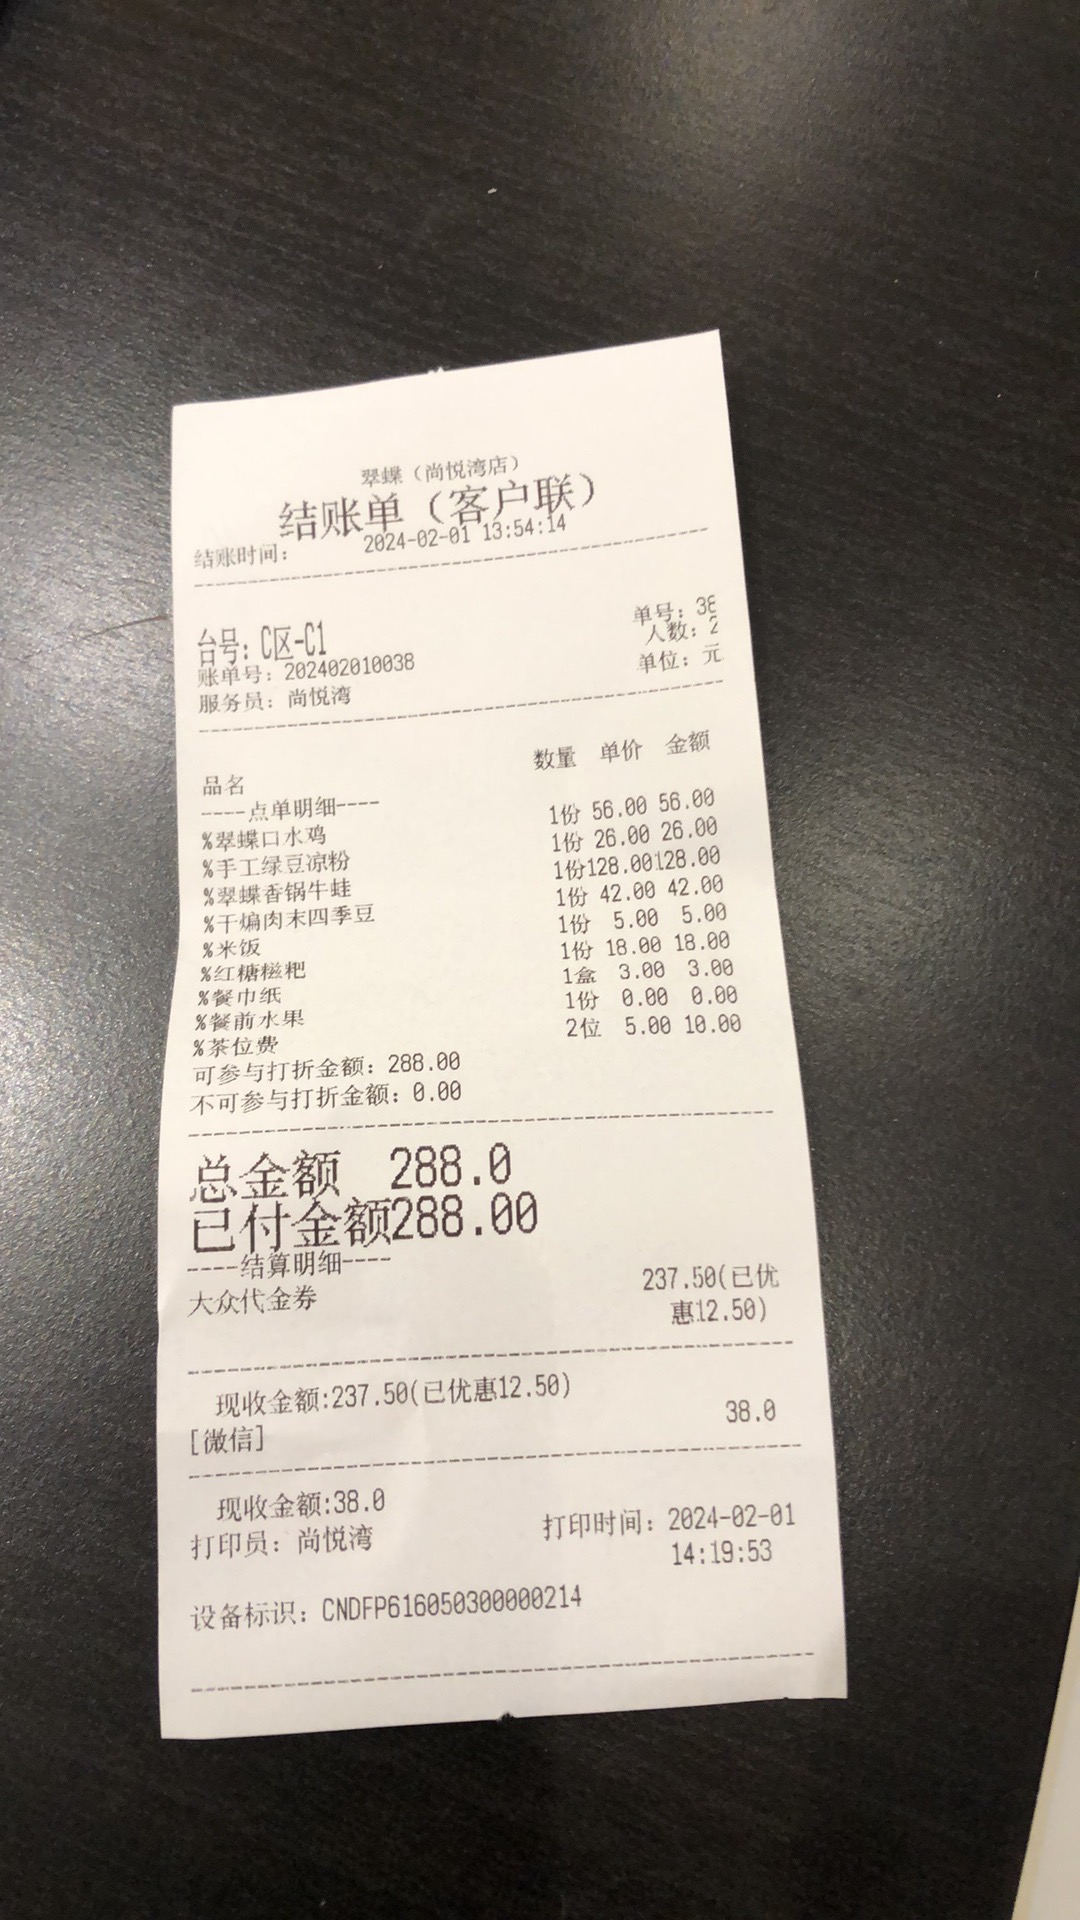 翠蝶（尚悦湾店）
结账单（客户联）
结账时间： 2024-02-01 13:54:14
单号：38
台号：C区-C1 人数：2
账单号：202402010038 单位：元
服务员：尚悦湾
数量 单价 金额
品名
----点单明细----
%翠蝶口水鸡 1份 56.00 56.00
%手工绿豆凉粉 1份 26.00 26.00
%翠蝶香锅牛蛙 1份128.00128.00
%干煸肉末四季豆 1份 42.00 42.00
%米饭 1份 5.00 5.00
%红糖糍粑 1份 18.00 18.00
%餐巾纸 1盒 3.00 3.00
%餐前水果 1份 0.00 0.00
%茶位费 2位 5.00 10.00
可参与打折金额：288.00
不可参与打折金额：0.00
总金额 288.0
已付金额288.00
----结算明细----
大众代金券 237.50(已优
惠12.50)
现收金额:237.50(已优惠12.50)
[微信] 38.0
现收金额:38.0
打印员：尚悦湾 打印时间：2024-02-01
14:19:53
设备标识：CNDFP616050300000214